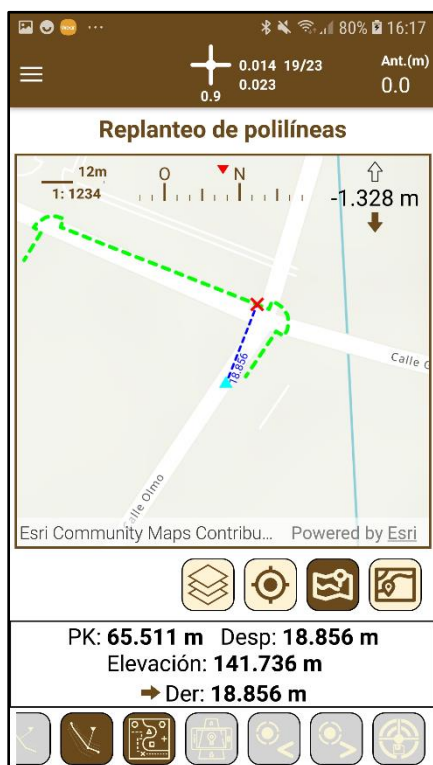 80% 16:17
0.014 19/23
0.023
0.9
Ant.(m)
0.0
Replanteo de polilíneas
12m
1: 1234
O N
-1.328 m
18.856
Calle Olmo
Esri Community Maps Contribu... Powered by Esri
PK: 65.511 m Desp: 18.856 m
Elevación: 141.736 m
Der: 18.856 m